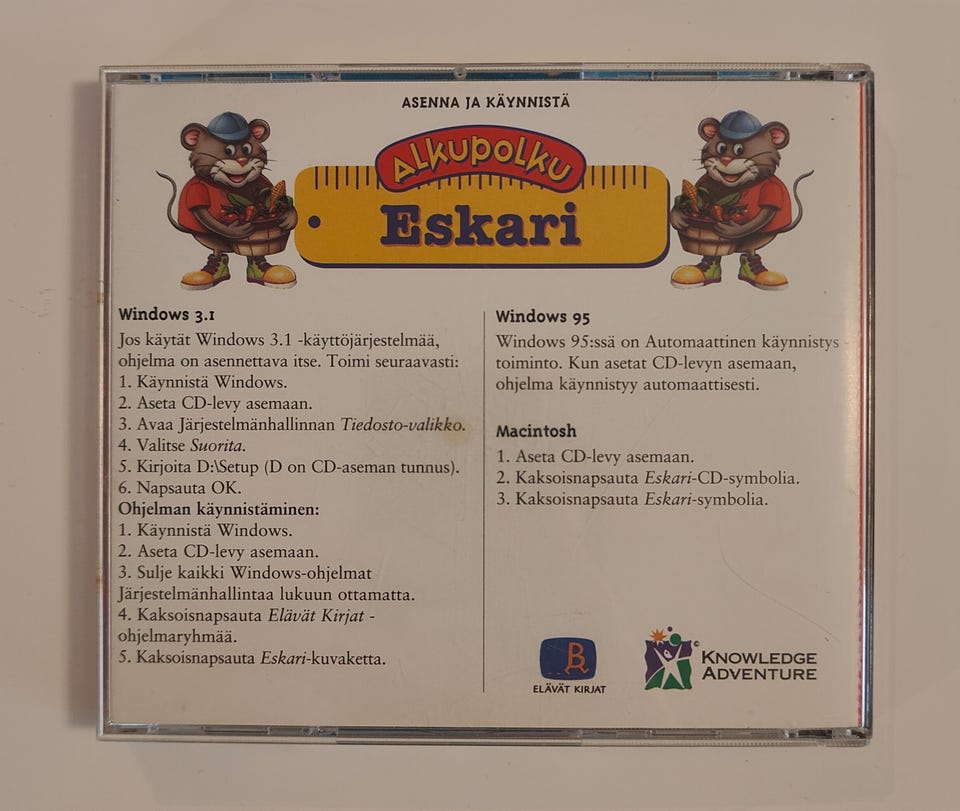 ASENNA JA KÄYNNISTÄ
ALKUPOLKU
Eskari
Windows 3.1
Jos käytät Windows 3.1 -käyttöjärjestelmää,
ohjelma on asennettava itse. Toimi seuraavasti:
1. Käynnistä Windows.
2. Aseta CD-levy asemaan.
3. Avaa Järjestelmänhallinnan Tiedosto-valikko.
4. Valitse Suorita.
5. Kirjoita D:\Setup (D on CD-aseman tunnus).
6. Napsauta OK.
Ohjelman käynnistäminen:
1. Käynnistä Windows.
2. Aseta CD-levy asemaan.
3. Sulje kaikki Windows-ohjelmat
Järjestelmänhallintaa lukuun ottamatta.
4. Kaksoisnapsauta Elävät Kirjat -
ohjelmaryhmää.
5. Kaksoisnapsauta Eskari-kuvaketta.
Windows 95
Windows 95:ssä on Automaattinen käynnistys -
toiminto. Kun asetat CD-levyn asemaan,
ohjelma käynnistyy automaattisesti.
Macintosh
1. Aseta CD-levy asemaan.
2. Kaksoisnapsauta Eskari-CD-symbolia.
3. Kaksoisnapsauta Eskari-symbolia.
ELÄVÄT KIRJAT
©
KNOWLEDGE
ADVENTURE